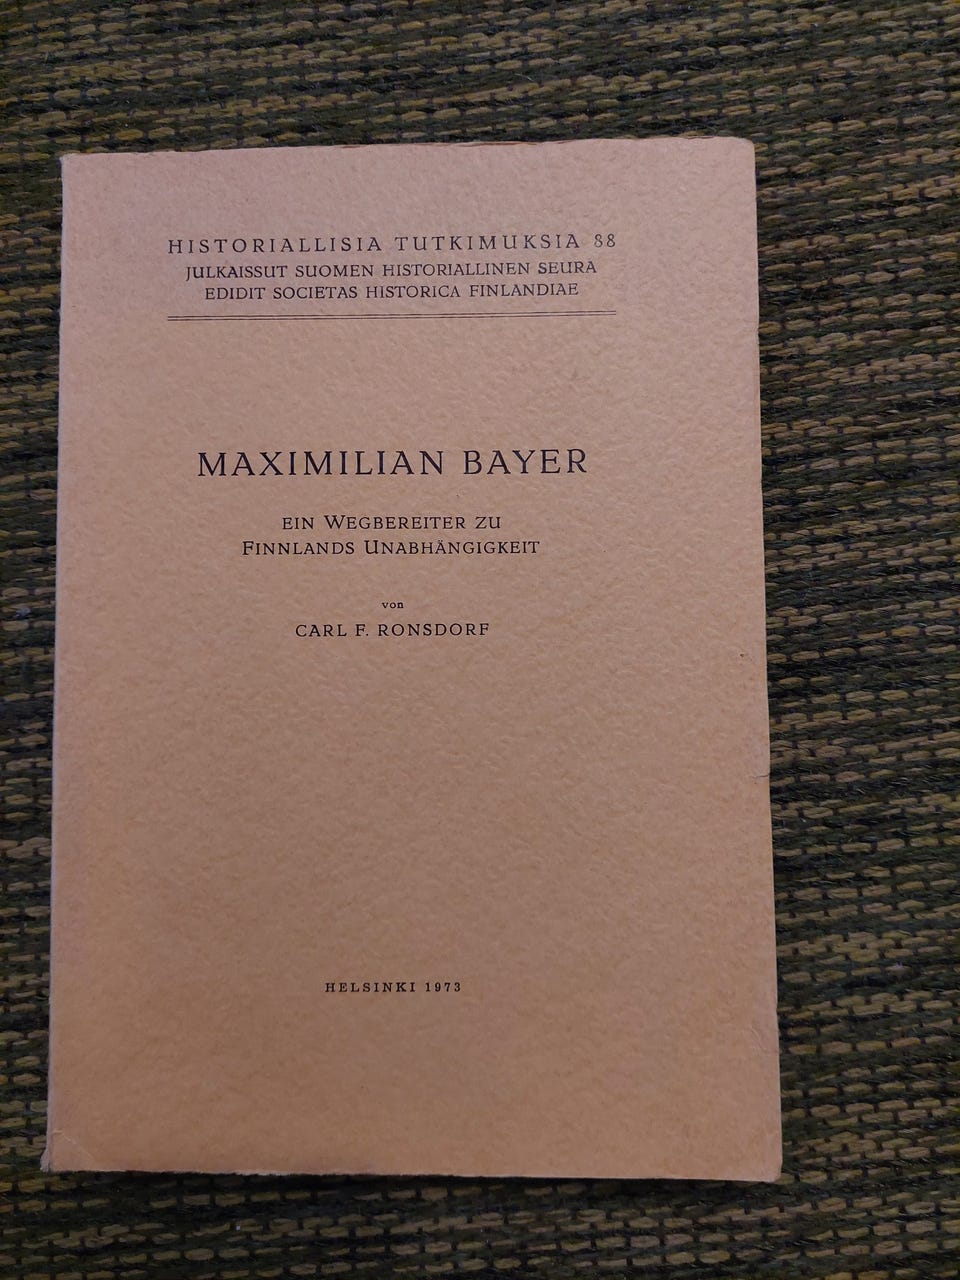 HISTORIALLISIA TUTKIMUKSIA 88
JULKAISSUT SUOMEN HISTORIALLINEN SEURA
EDIDIT SOCIETAS HISTORICA FINLANDIAE
MAXIMILIAN BAYER
EIN WEGBEREITER ZU
FINNLANDS UNABHÄNGIGKEIT
von
CARL F. RONSDORF
HELSINKI 1973